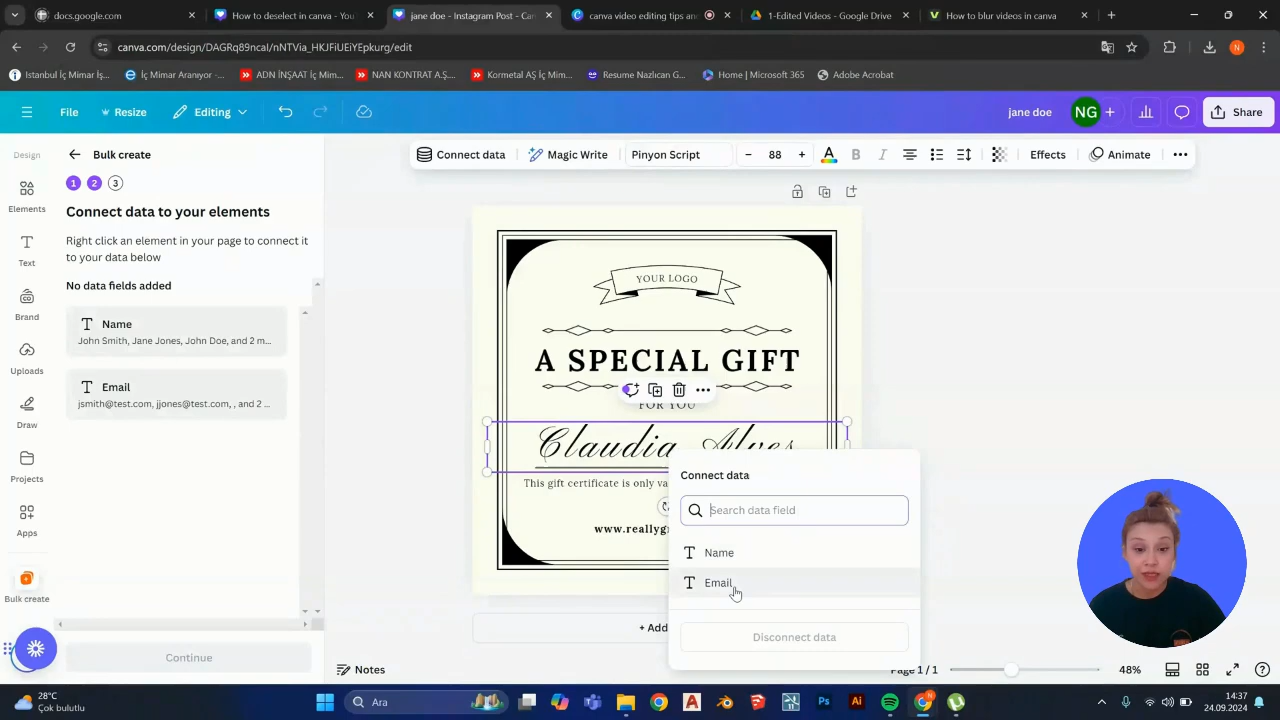 docs.google.com
How to deselect in Canva - You
jane doe - Instagram Post - Can
canva video editing tips an
1-Edited Videos - Google Drive
How to blur videos in canva
canva.com/design/DAGRq89ncaI/nNTVia_HKJFiUEiYEpkurg/edit
Istanbul İç Mimar İş...
İç Mimar Aranıyor -...
ADN İNŞAAT İç Mim...
NAN KONTRAT A.Ş....
Kormetal AŞ İç Mim...
Resume Nazlıcan G...
Home | Microsoft 365
Adobe Acrobat
File
Resize
Editing
jane doe
NG
Share
Design
Elements
Text
Brand
Uploads
Draw
Projects
Apps
Bulk create
Bulk create
1 2 3
Connect data to your elements
Right click an element in your page to connect it
to your data below
No data fields added
Name
John Smith, Jane Jones, John Doe, and 2 m...
Email
jsmith@test.com, jjones@test.com, , and 2 ...
Continue
Connect data
Magic Write
Pinyon Script
– 88 +
A
B
I
Effects
Animate
YOUR LOGO
A SPECIAL GIFT
FOR YOU
Claudia Alves
This gift certificate is only va
www.reallygr
+ Add
Connect data
Search data field
Name
Email
Disconnect data
Notes
Page 1 / 1
48%
28°C
Çok bulutlu
Ara
14:37
24.09.2024